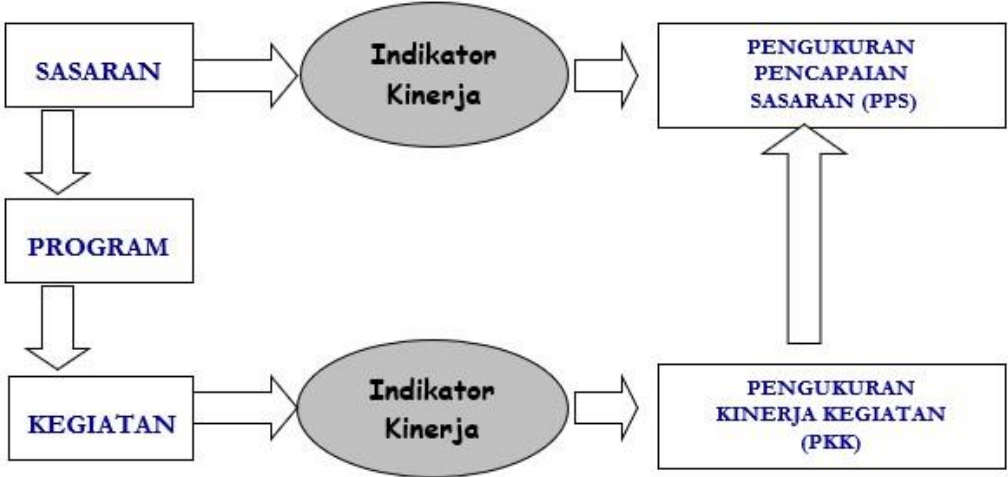 SASARAN
Indikator
Kinerja
PENGUKURAN
PENCAPAIAN
SASARAN (PPS)
PROGRAM
KEGIATAN
Indikator
Kinerja
PENGUKURAN
KINERJA KEGIATAN
(PKK)